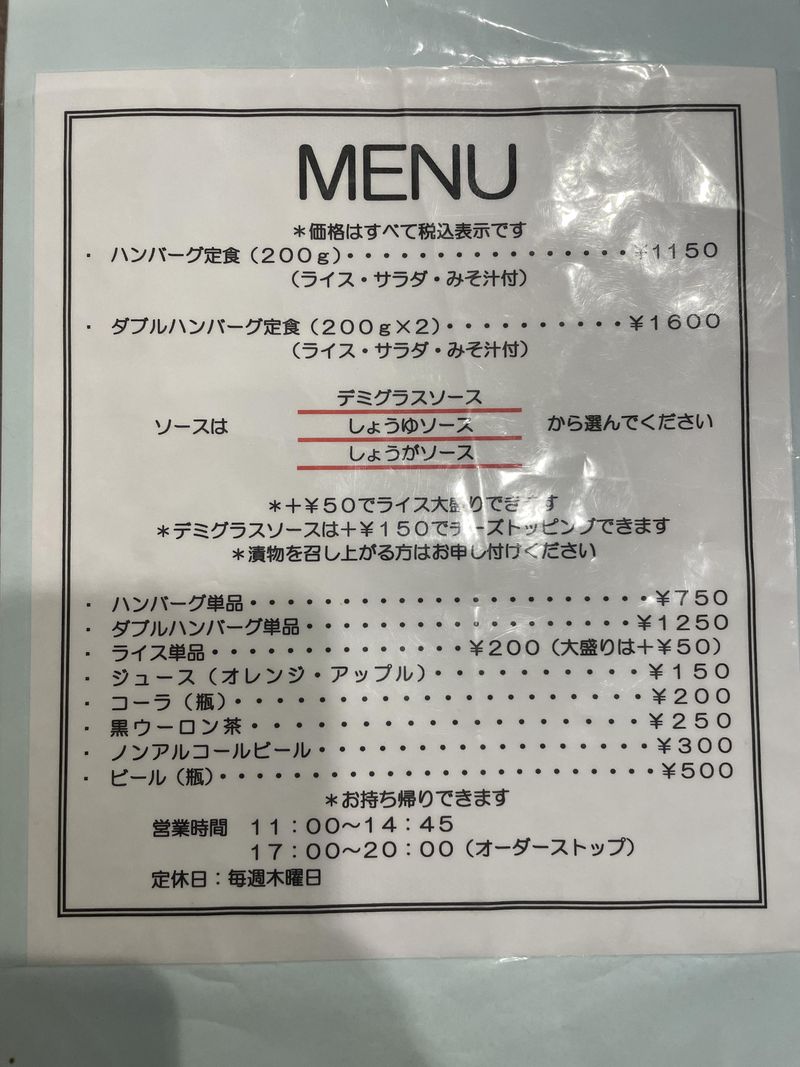 MENU
＊価格はすべて税込表示です
・ ハンバーグ定食（２００ｇ）・・・・・・・・・・・・・・・・・¥１１５０
（ライス・サラダ・みそ汁付）
・ ダブルハンバーグ定食（２００ｇ×２）・・・・・・・・・・¥１６００
（ライス・サラダ・みそ汁付）
デミグラスソース
ソースは しょうゆソース から選んでください
しょうがソース
＊＋¥５０でライス大盛りできます
＊デミグラスソースは＋¥１５０でチーズトッピングできます
＊漬物を召し上がる方はお申し付けください
・ ハンバーグ単品・・・・・・・・・・・・・・・・・・・・・・¥７５０
・ ダブルハンバーグ単品・・・・・・・・・・・・・・・・・・¥１２５０
・ ライス単品・・・・・・・・・・・・・・¥２００（大盛りは＋¥５０）
・ ジュース（オレンジ・アップル）・・・・・・・・・・・・¥１５０
・ コーラ（瓶）・・・・・・・・・・・・・・・・・・・・・・・¥２００
・ 黒ウーロン茶・・・・・・・・・・・・・・・・・・・・・・¥２５０
・ ノンアルコールビール・・・・・・・・・・・・・・・・・・¥３００
・ ビール（瓶）・・・・・・・・・・・・・・・・・・・・・・・・¥５００
＊お持ち帰りできます
営業時間 １１：００～１４：４５
１７：００～２０：００（オーダーストップ）
定休日：毎週木曜日